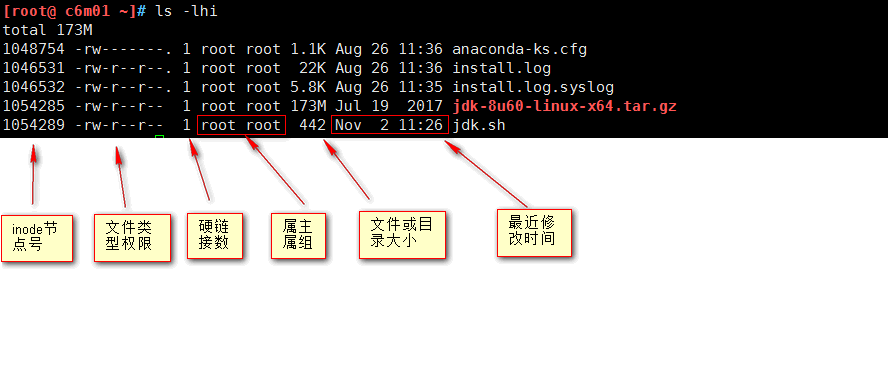 [root@ c6m01 ~]# ls -lhi
total 173M
1048754 -rw-------. 1 root root 1.1K Aug 26 11:36 anaconda-ks.cfg
1046531 -rw-r--r--. 1 root root  22K Aug 26 11:36 install.log
1046532 -rw-r--r--. 1 root root 5.8K Aug 26 11:35 install.log.syslog
1054285 -rw-r--r--  1 root root 173M Jul 19  2017 jdk-8u60-linux-x64.tar.gz
1054289 -rw-r--r--  1 root root  442 Nov  2 11:26 jdk.sh
inode节
点号
文件类
型权限
硬链
接数
属主
属组
文件或目
录大小
最近修
改时间